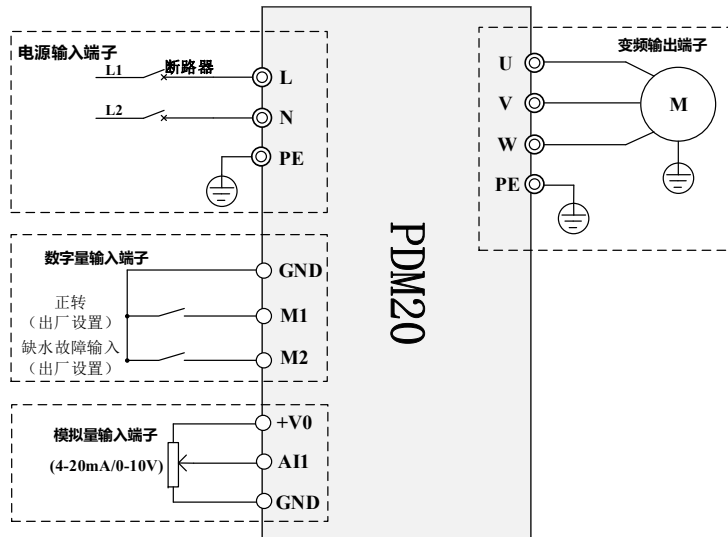 电源输入端子
L1
断路器
L
L2
N
PE
变频输出端子
U
V
W
PE
M
PDM20
数字量输入端子
GND
正转
（出厂设置）
M1
缺水故障输入
（出厂设置）
M2
模拟量输入端子
(4-20mA/0-10V)
+V0
AI1
GND